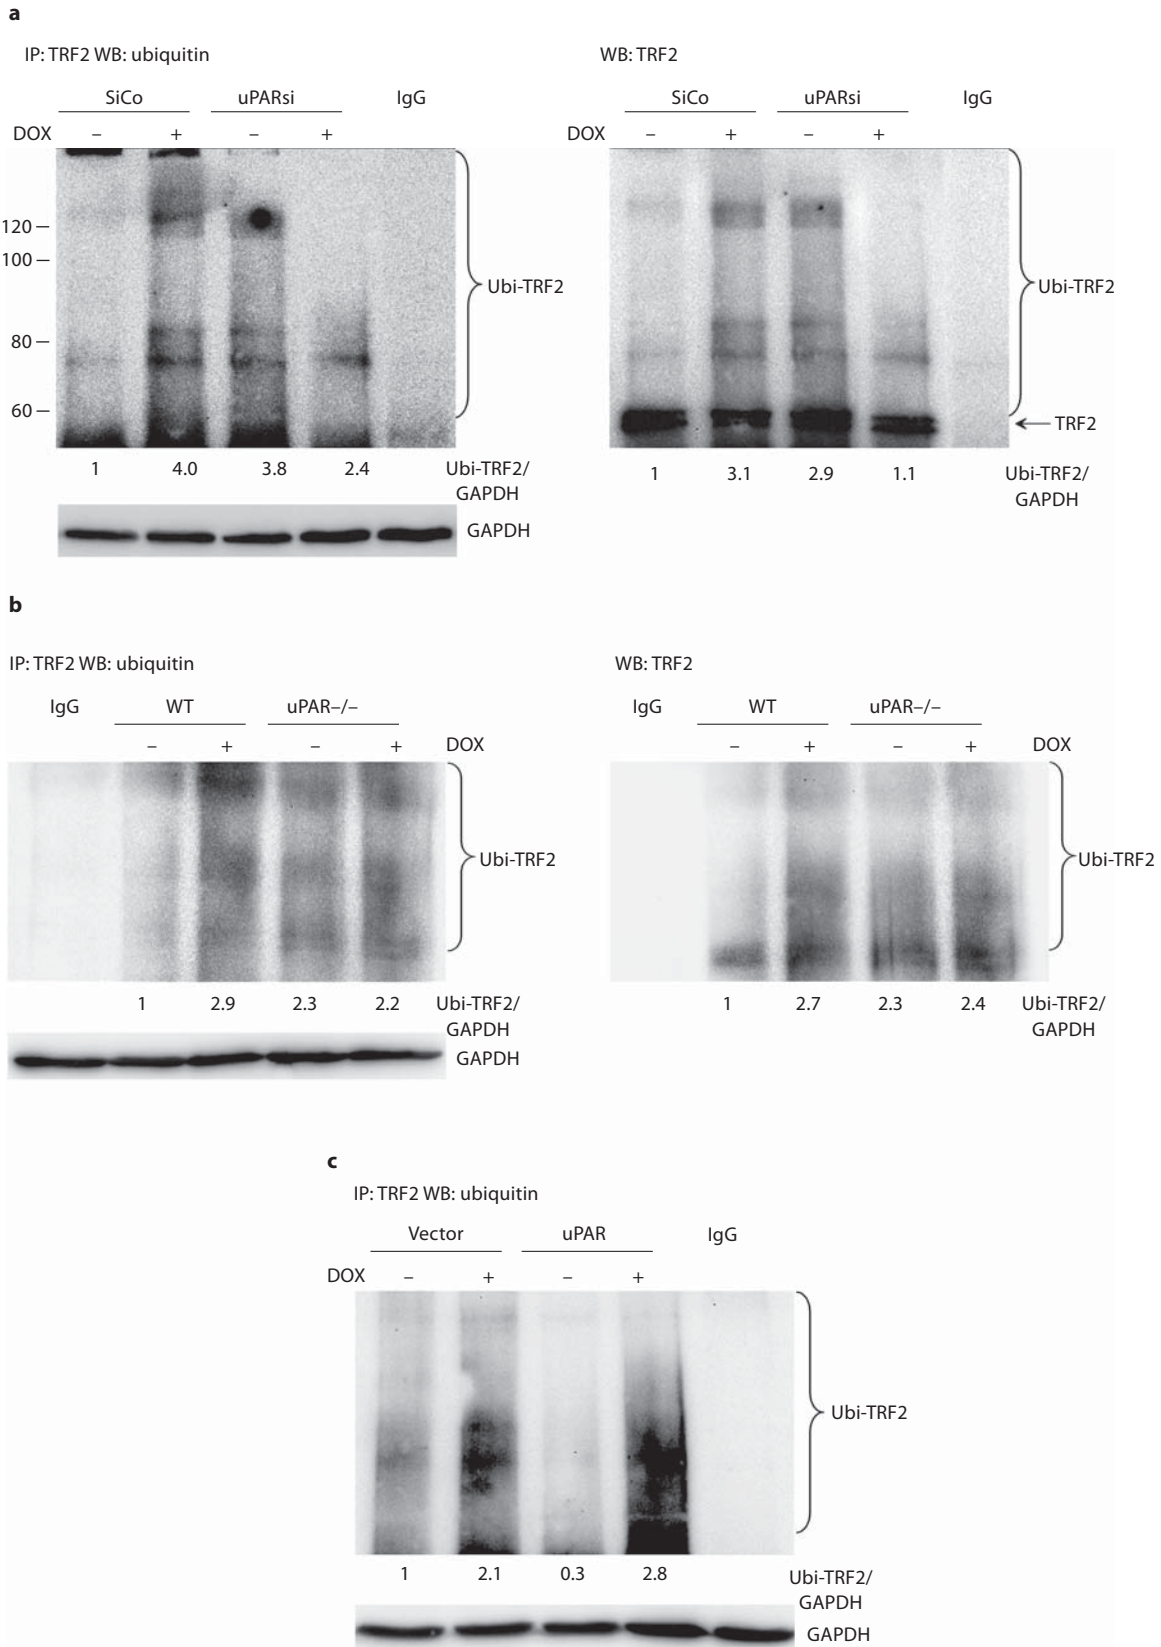 a
IP: TRF2 WB: ubiquitin
SiCo uPARsi IgG
DOX – + – +
120
100
80
60
Ubi-TRF2
1 4.0 3.8 2.4 Ubi-TRF2/
GAPDH
GAPDH
WB: TRF2
SiCo uPARsi IgG
DOX – + – +
Ubi-TRF2
TRF2
1 3.1 2.9 1.1 Ubi-TRF2/
GAPDH
b
IP: TRF2 WB: ubiquitin
IgG WT uPAR–/–
– + – + DOX
Ubi-TRF2
1 2.9 2.3 2.2 Ubi-TRF2/
GAPDH
GAPDH
WB: TRF2
IgG WT uPAR–/–
– + – + DOX
Ubi-TRF2
1 2.7 2.3 2.4 Ubi-TRF2/
GAPDH
c
IP: TRF2 WB: ubiquitin
Vector uPAR IgG
DOX – + – +
Ubi-TRF2
1 2.1 0.3 2.8 Ubi-TRF2/
GAPDH
GAPDH